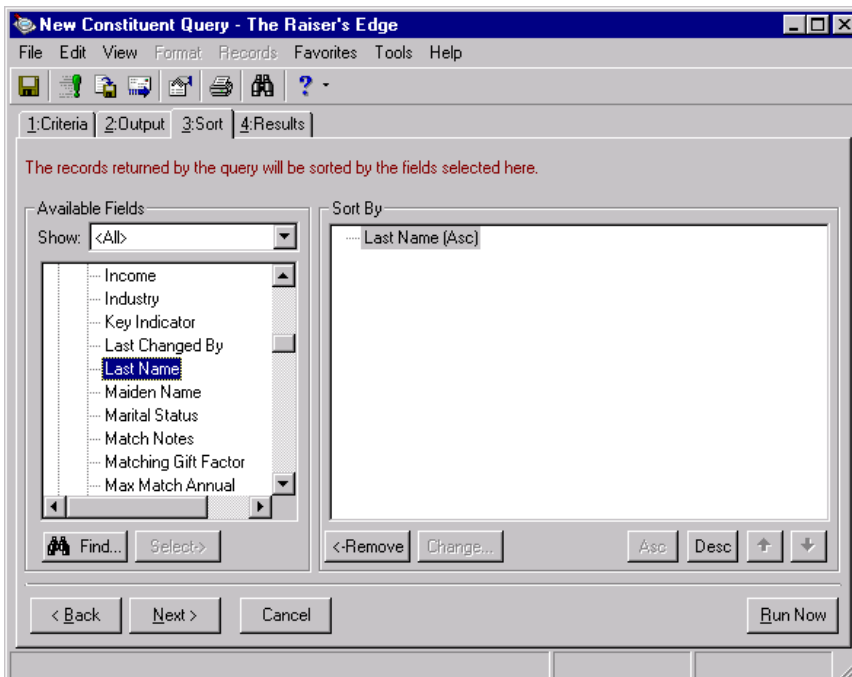 New Constituent Query - The Raiser's Edge
File Edit View Format Records Favorites Tools Help
?
1:Criteria 2:Output 3:Sort 4:Results
The records returned by the query will be sorted by the fields selected here.
Available Fields
Show: <All>
Income
Industry
Key Indicator
Last Changed By
Last Name
Maiden Name
Marital Status
Match Notes
Matching Gift Factor
Max Match Annual
Find... Select->
Sort By
Last Name (Asc)
<-Remove Change... Asc Desc
< Back Next > Cancel Run Now